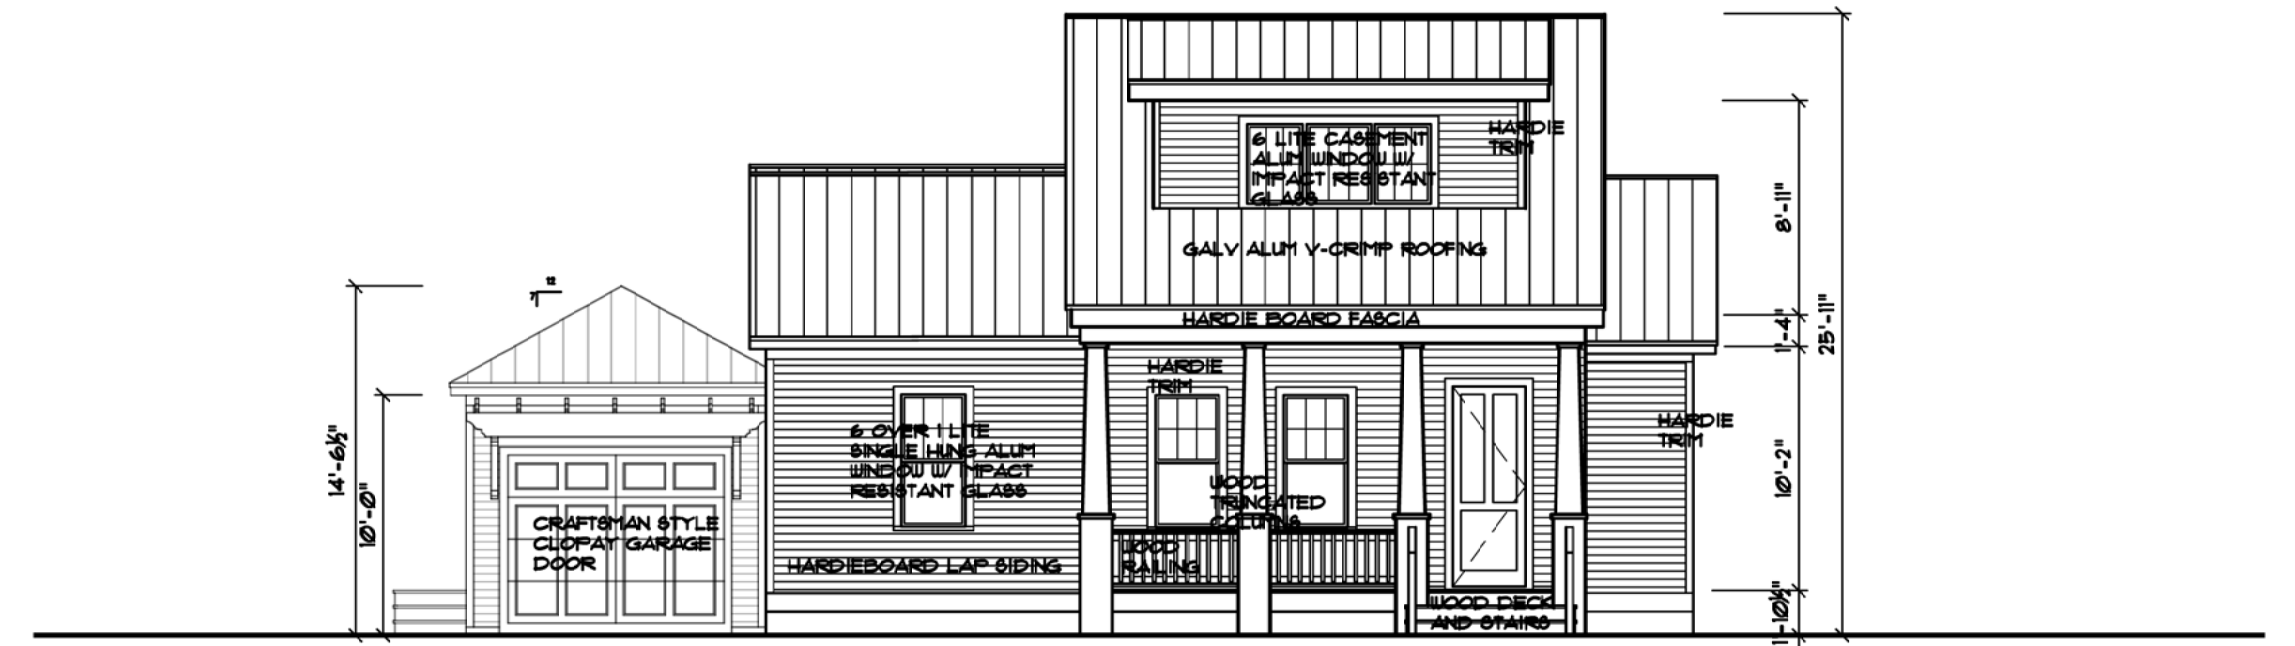 6 LITE CASEMENT
ALUM WINDOW W/
IMPACT RESISTANT
GLASS
HARDIE
TRIM
GALV ALUM V-CRIMP ROOFING
HARDIE BOARD FASCIA
8'-11"
1'-4"
25'-11"
12
7
14'-6½"
10'-0"
HARDIE
TRIM
6 OVER 1 LITE
SINGLE HUNG ALUM
WINDOW W/ IMPACT
RESISTANT GLASS
HARDIE
TRIM
10'-2"
WOOD
TRUNCATED
COLUMNS
CRAFTSMAN STYLE
CLOPAY GARAGE
DOOR
HARDIEBOARD LAP SIDING
WOOD
RAILING
WOOD DECK
AND STAIRS
1'-10½"